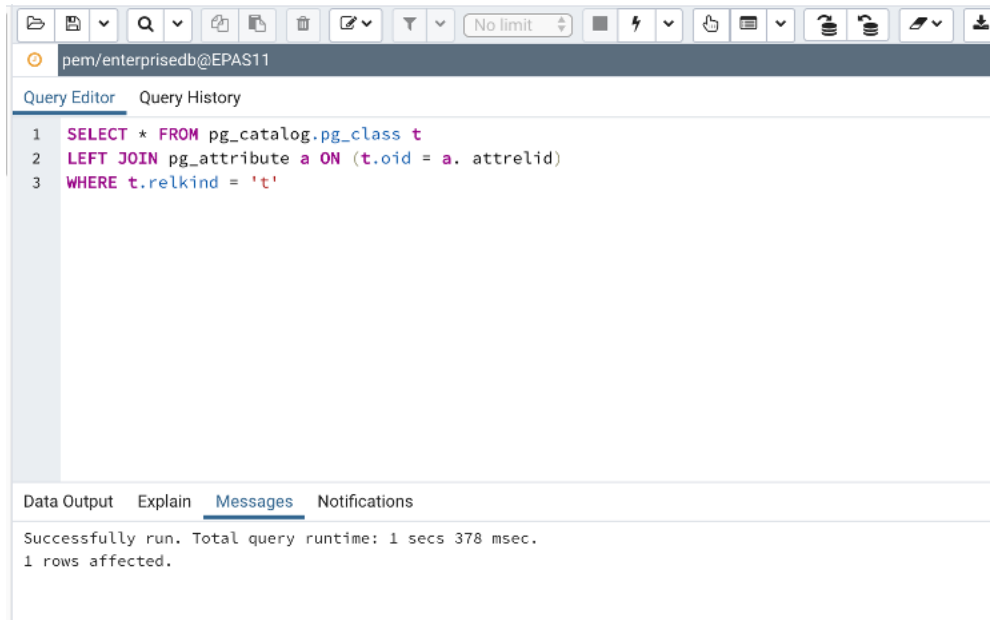 No limit
pem/enterprisedb@EPAS11
Query Editor Query History
1 SELECT * FROM pg_catalog.pg_class t
2 LEFT JOIN pg_attribute a ON (t.oid = a. attrelid)
3 WHERE t.relkind = 't'
Data Output Explain Messages Notifications
Successfully run. Total query runtime: 1 secs 378 msec.
1 rows affected.